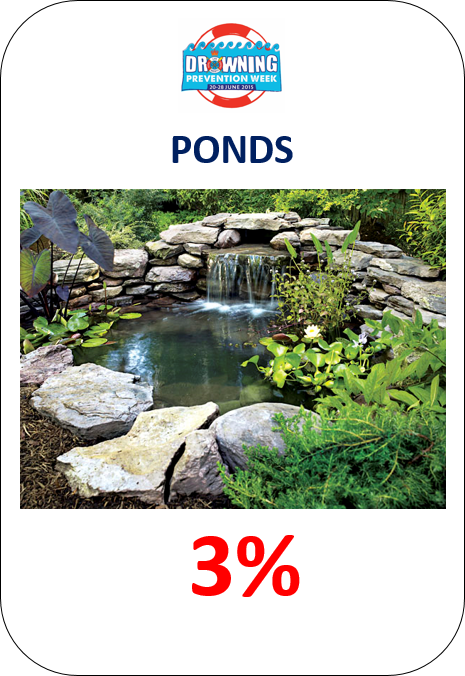 DROWNING
PREVENTION WEEK
20-28 JUNE 2015
PONDS
3%